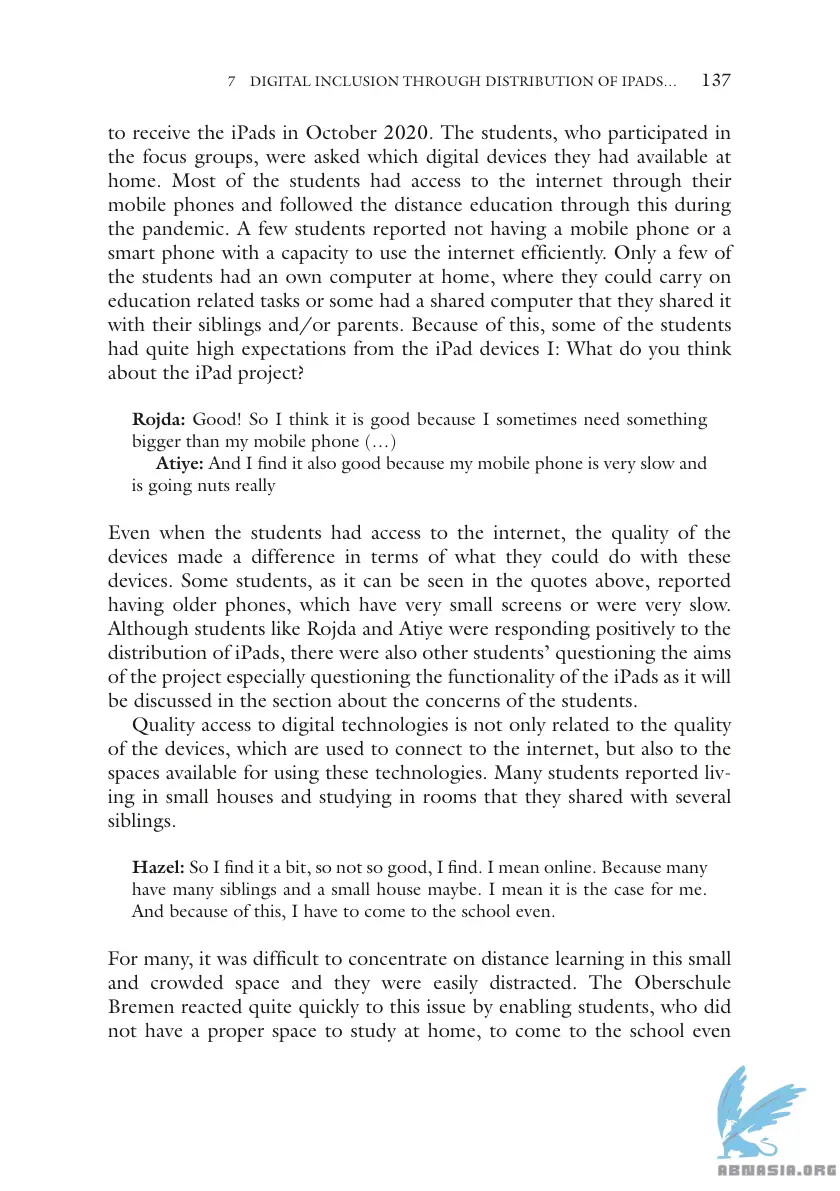 7 DIGITAL INCLUSION THROUGH DISTRIBUTION OF IPADS… 137
to receive the iPads in October 2020. The students, who participated in
the focus groups, were asked which digital devices they had available at
home. Most of the students had access to the internet through their
mobile phones and followed the distance education through this during
the pandemic. A few students reported not having a mobile phone or a
smart phone with a capacity to use the internet efficiently. Only a few of
the students had an own computer at home, where they could carry on
education related tasks or some had a shared computer that they shared it
with their siblings and/or parents. Because of this, some of the students
had quite high expectations from the iPad devices I: What do you think
about the iPad project?
Rojda: Good! So I think it is good because I sometimes need something
bigger than my mobile phone (…)
Atiye: And I find it also good because my mobile phone is very slow and
is going nuts really
Even when the students had access to the internet, the quality of the
devices made a difference in terms of what they could do with these
devices. Some students, as it can be seen in the quotes above, reported
having older phones, which have very small screens or were very slow.
Although students like Rojda and Atiye were responding positively to the
distribution of iPads, there were also other students’ questioning the aims
of the project especially questioning the functionality of the iPads as it will
be discussed in the section about the concerns of the students.
Quality access to digital technologies is not only related to the quality
of the devices, which are used to connect to the internet, but also to the
spaces available for using these technologies. Many students reported liv-
ing in small houses and studying in rooms that they shared with several
siblings.
Hazel: So I find it a bit, so not so good, I find. I mean online. Because many
have many siblings and a small house maybe. I mean it is the case for me.
And because of this, I have to come to the school even.
For many, it was difficult to concentrate on distance learning in this small
and crowded space and they were easily distracted. The Oberschule
Bremen reacted quite quickly to this issue by enabling students, who did
not have a proper space to study at home, to come to the school even
ABNASIA.ORG